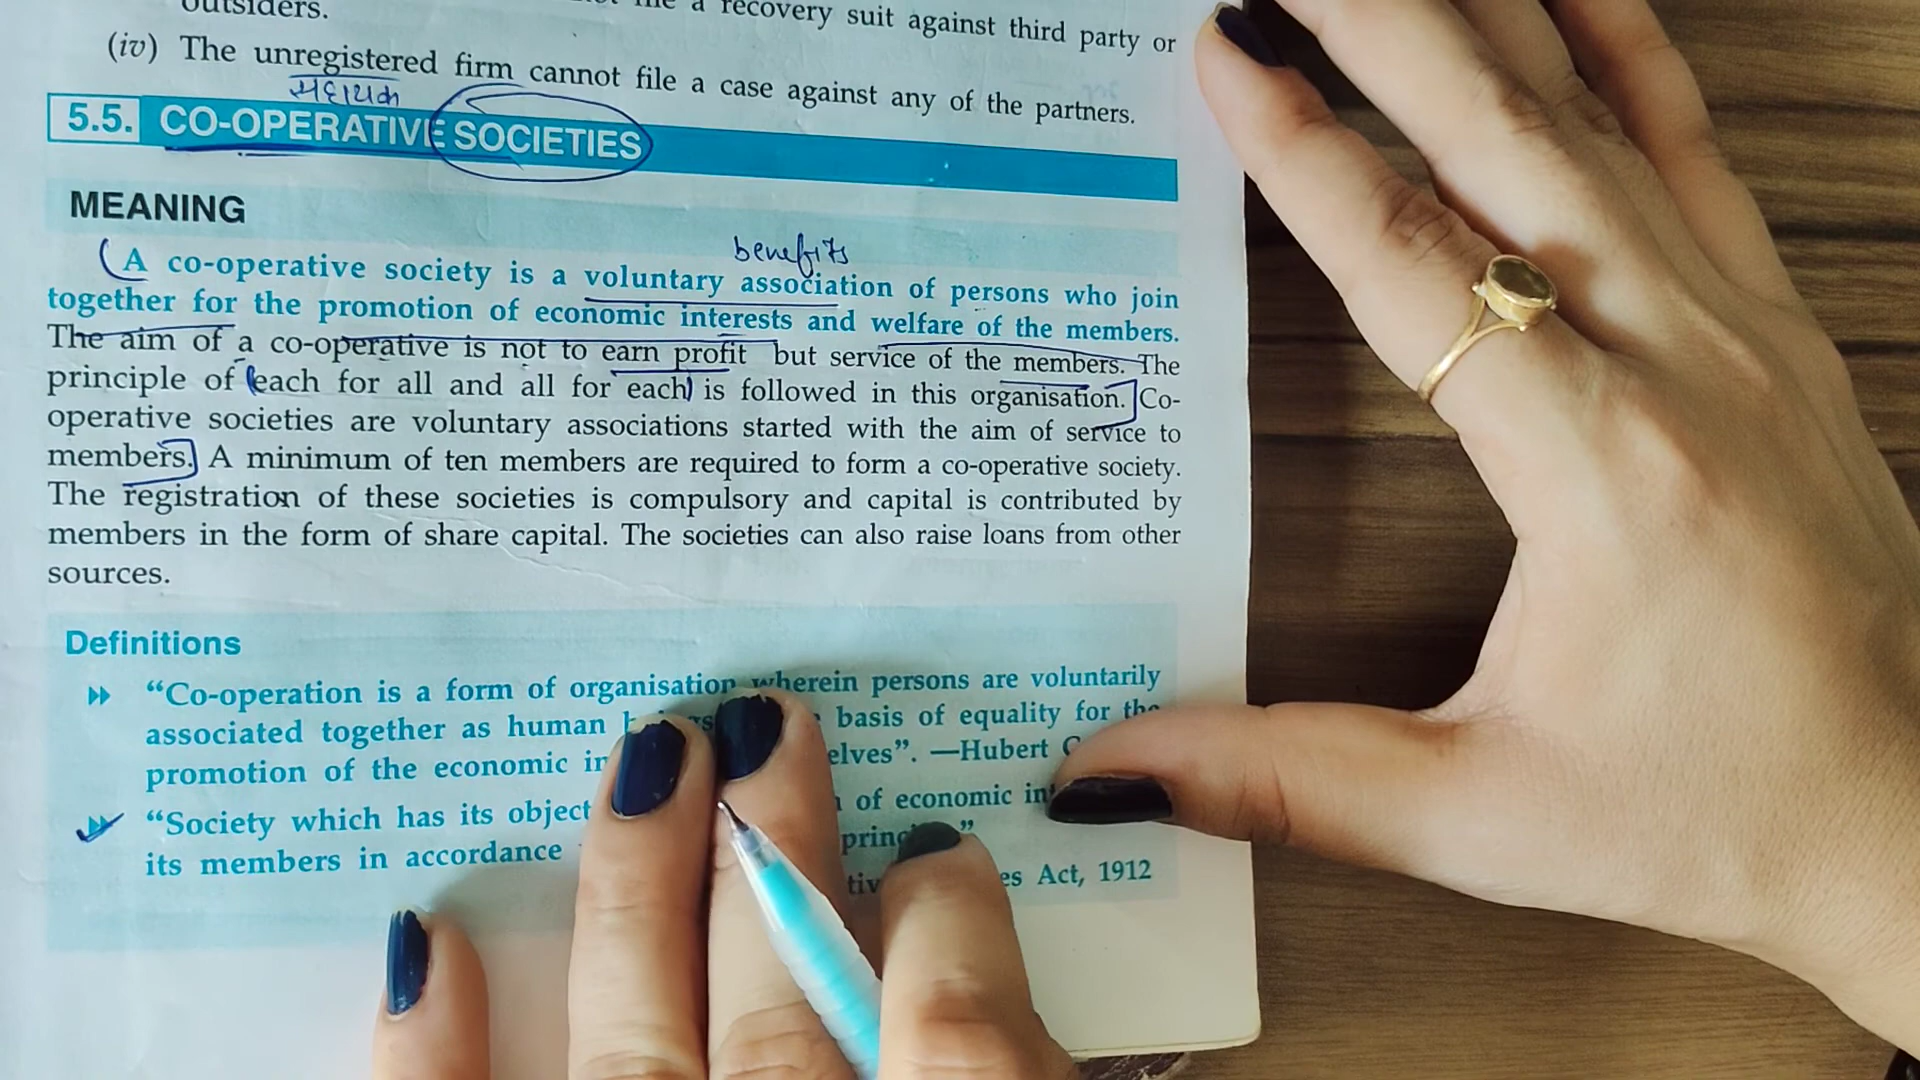 outsiders.
a recovery suit against third party or
(iv) The unregistered firm cannot file a case against any of the partners.
सहायक
5.5. CO-OPERATIVE SOCIETIES
MEANING
benefits
A co-operative society is a voluntary association of persons who join
together for the promotion of economic interests and welfare of the members.
The aim of a co-operative is not to earn profit but service of the members. The
principle of each for all and all for each is followed in this organisation. Co-
operative societies are voluntary associations started with the aim of service to
members. A minimum of ten members are required to form a co-operative society.
The registration of these societies is compulsory and capital is contributed by
members in the form of share capital. The societies can also raise loans from other
sources.
Definitions
“Co-operation is a form of organisation wherein persons are voluntarily
associated together as human basis of equality for the
promotion of the economic elves”. —Hubert
“Society which has its object of economic
its members in accordance
es Act, 1912